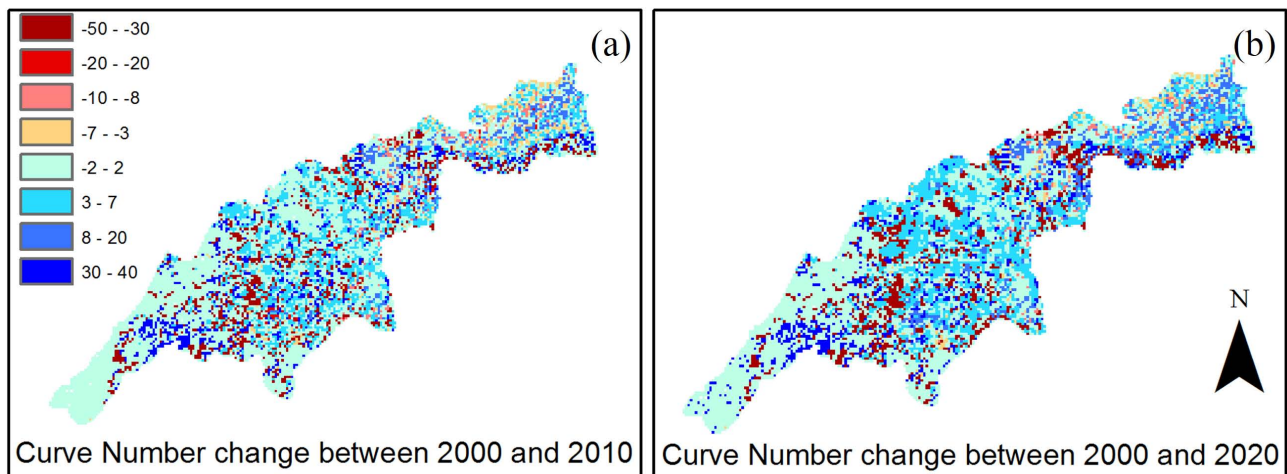 -50 - -30
-20 - -20
-10 - -8
-7 - -3
-2 - 2
3 - 7
8 - 20
30 - 40
(a)
Curve Number change between 2000 and 2010
(b)
N
Curve Number change between 2000 and 2020